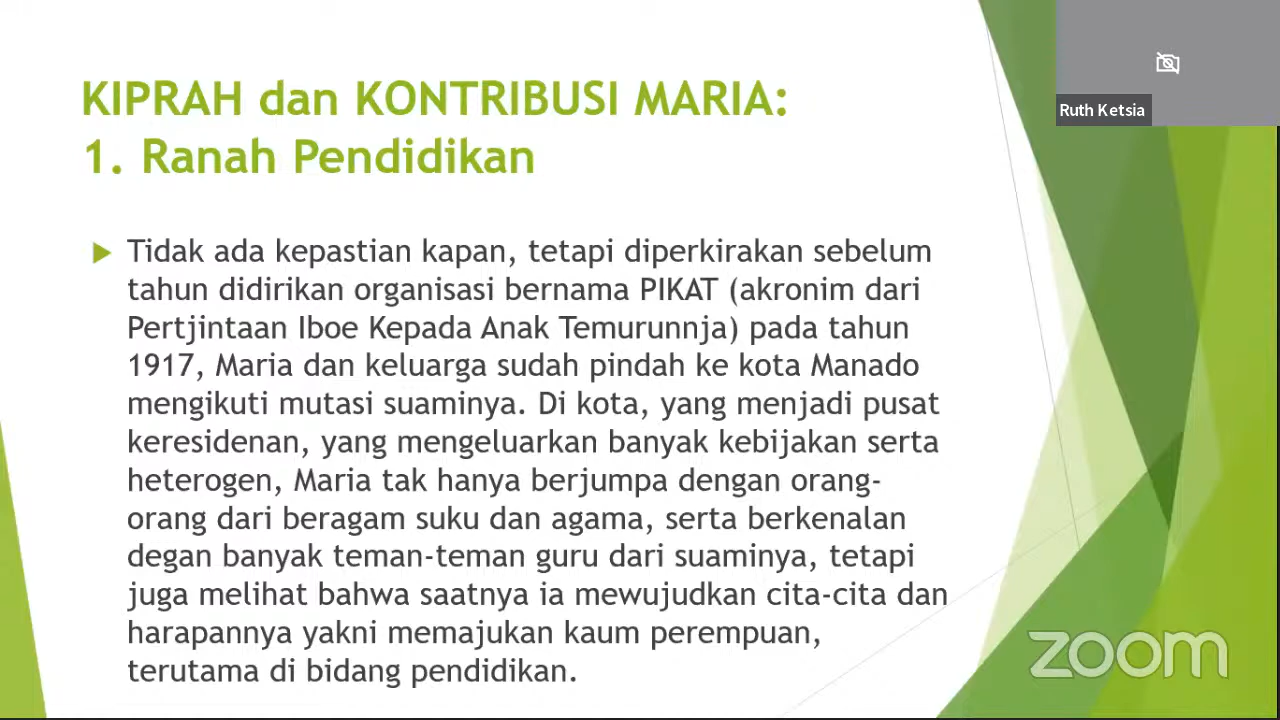 KIPRAH dan KONTRIBUSI MARIA:
1. Ranah Pendidikan
Ruth Ketsia
Tidak ada kepastian kapan, tetapi diperkirakan sebelum
tahun didirikan organisasi bernama PIKAT (akronim dari
Pertjintaan Iboe Kepada Anak Temurunnja) pada tahun
1917, Maria dan keluarga sudah pindah ke kota Manado
mengikuti mutasi suaminya. Di kota, yang menjadi pusat
keresidenan, yang mengeluarkan banyak kebijakan serta
heterogen, Maria tak hanya berjumpa dengan orang-
orang dari beragam suku dan agama, serta berkenalan
degan banyak teman-teman guru dari suaminya, tetapi
juga melihat bahwa saatnya ia mewujudkan cita-cita dan
harapannya yakni memajukan kaum perempuan,
terutama di bidang pendidikan.
zoom